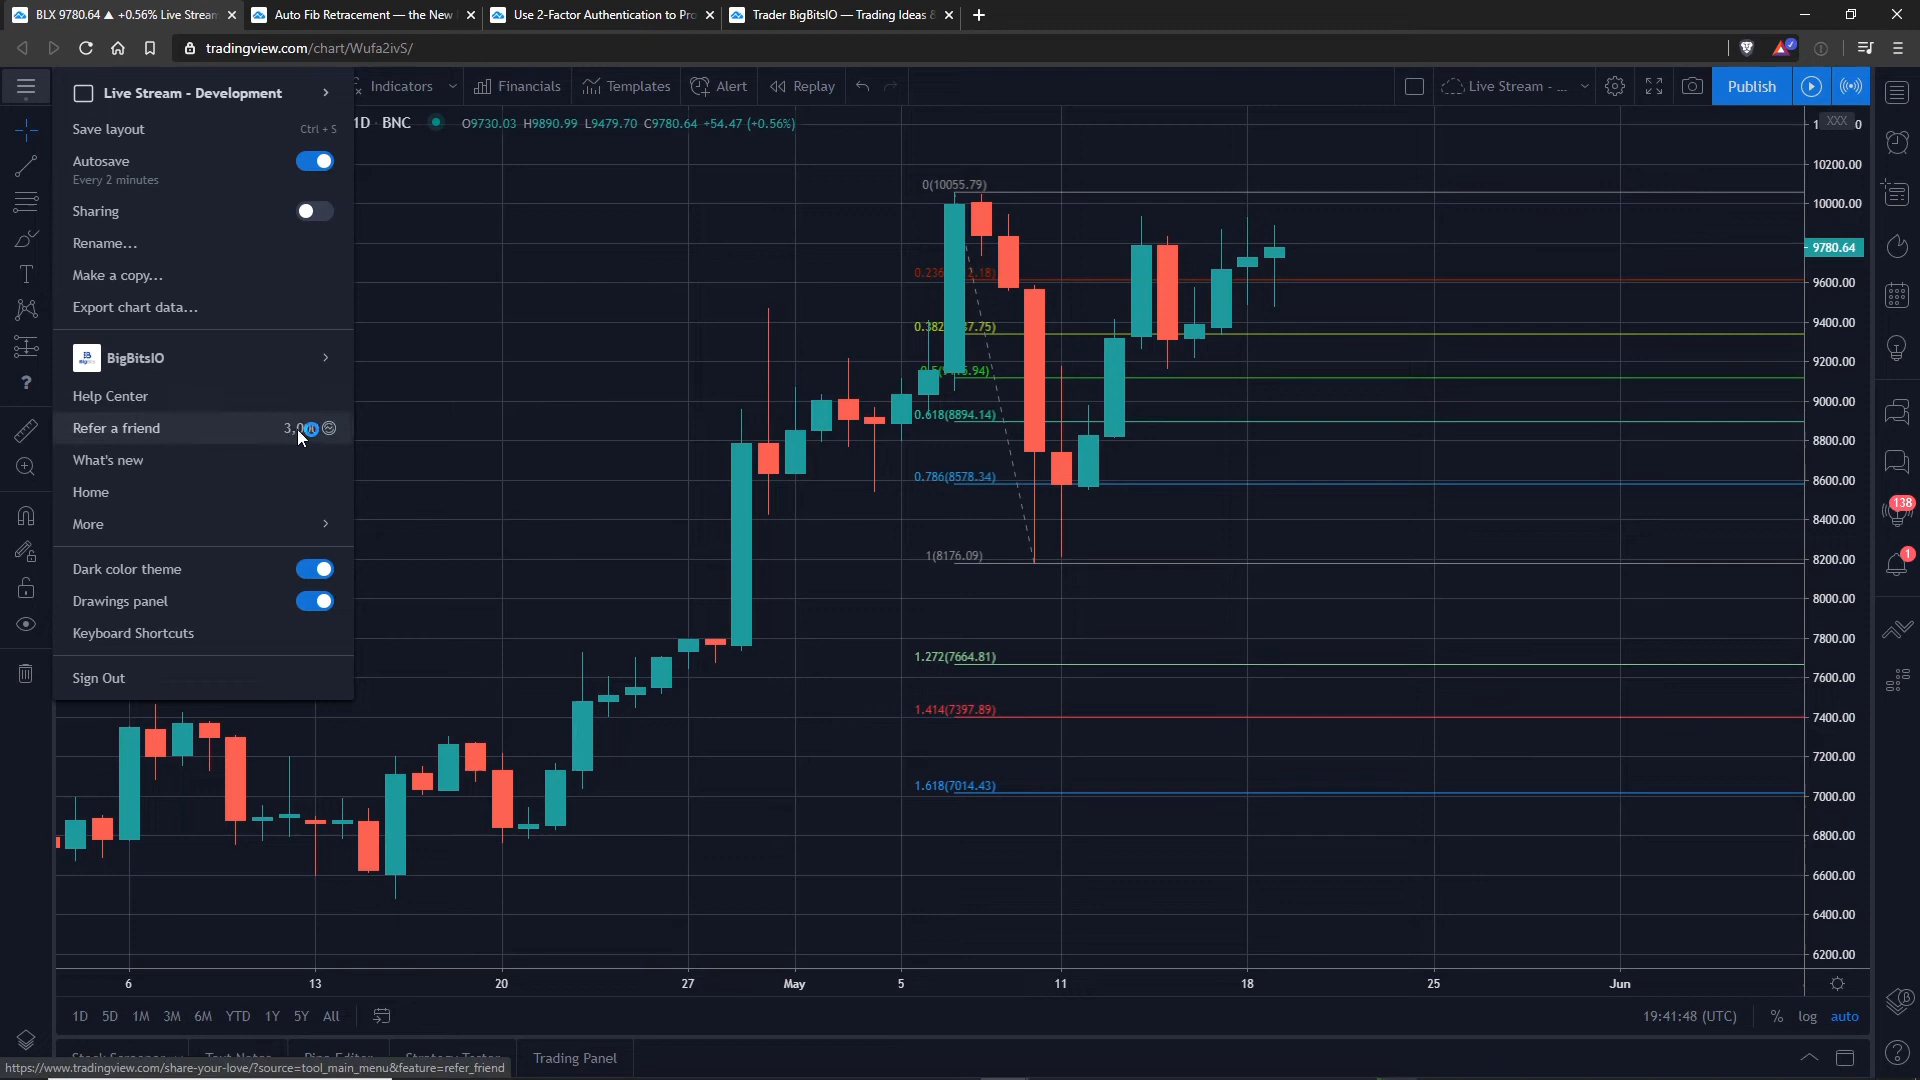 BLX 9780.64 ▲ +0.56% Live Stream
Auto Fib Retracement — the New
Use 2-Factor Authentication to Pro
Trader BigBitsIO — Trading Ideas &
tradingview.com/chart/Wufa2ivS/
Live Stream - Development
Indicators
Financials
Templates
Alert
Replay
Live Stream - ...
Publish
Save layout
Ctrl + S
1D BNC
O9730.03 H9890.99 L9479.70 C9780.64 +54.47 (+0.56%)
Autosave
Every 2 minutes
Sharing
Rename...
Make a copy...
Export chart data...
BigBitsIO
Help Center
Refer a friend
What's new
Home
More
Dark color theme
Drawings panel
Keyboard Shortcuts
Sign Out
0(10055.79)
0.618(8894.14)
0.786(8578.34)
1(8176.09)
1.272(7664.81)
1.414(7397.89)
1.618(7014.43)
XXX
10200.00
10000.00
9780.64
9600.00
9400.00
9200.00
9000.00
8800.00
8600.00
8400.00
8200.00
8000.00
7800.00
7600.00
7400.00
7200.00
7000.00
6800.00
6600.00
6400.00
6200.00
138
1
6 13 20 27 May 5 11 18 25 Jun
1D 5D 1M 3M 6M YTD 1Y 5Y All
19:41:48 (UTC)
% log auto
Trading Panel
https://www.tradingview.com/share-your-love/?source=tool_main_menu&feature=refer_friend